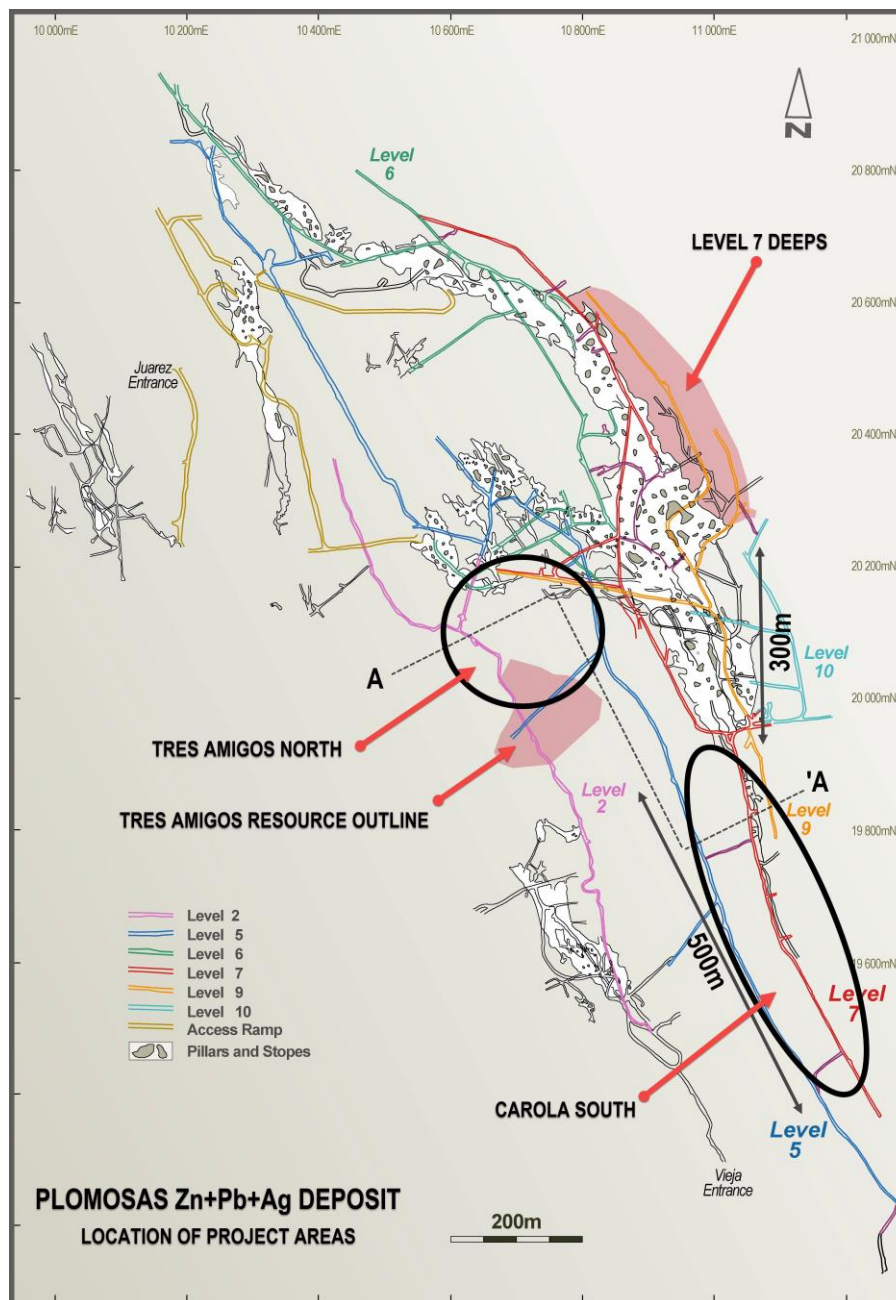 10 000mE
10 200mE
10 400mE
10 600mE
10 800mE
11 000mE
21 000mN
N
Level
6
20 800mN
LEVEL 7 DEEPS
20 600mN
Juarez
Entrance
20 400mN
20 200mN
300m
Level
10
A
20 000mN
TRES AMIGOS NORTH
'A
TRES AMIGOS RESOURCE OUTLINE
Level
2
Level
9
19 800mN
500m
19 600mN
Level 2
Level 5
Level 6
Level 7
Level 9
Level 10
Access Ramp
Pillars and Stopes
Level
7
CAROLA SOUTH
19 400mN
Level
5
Vieja
Entrance
PLOMOSAS Zn+Pb+Ag DEPOSIT
LOCATION OF PROJECT AREAS
200m